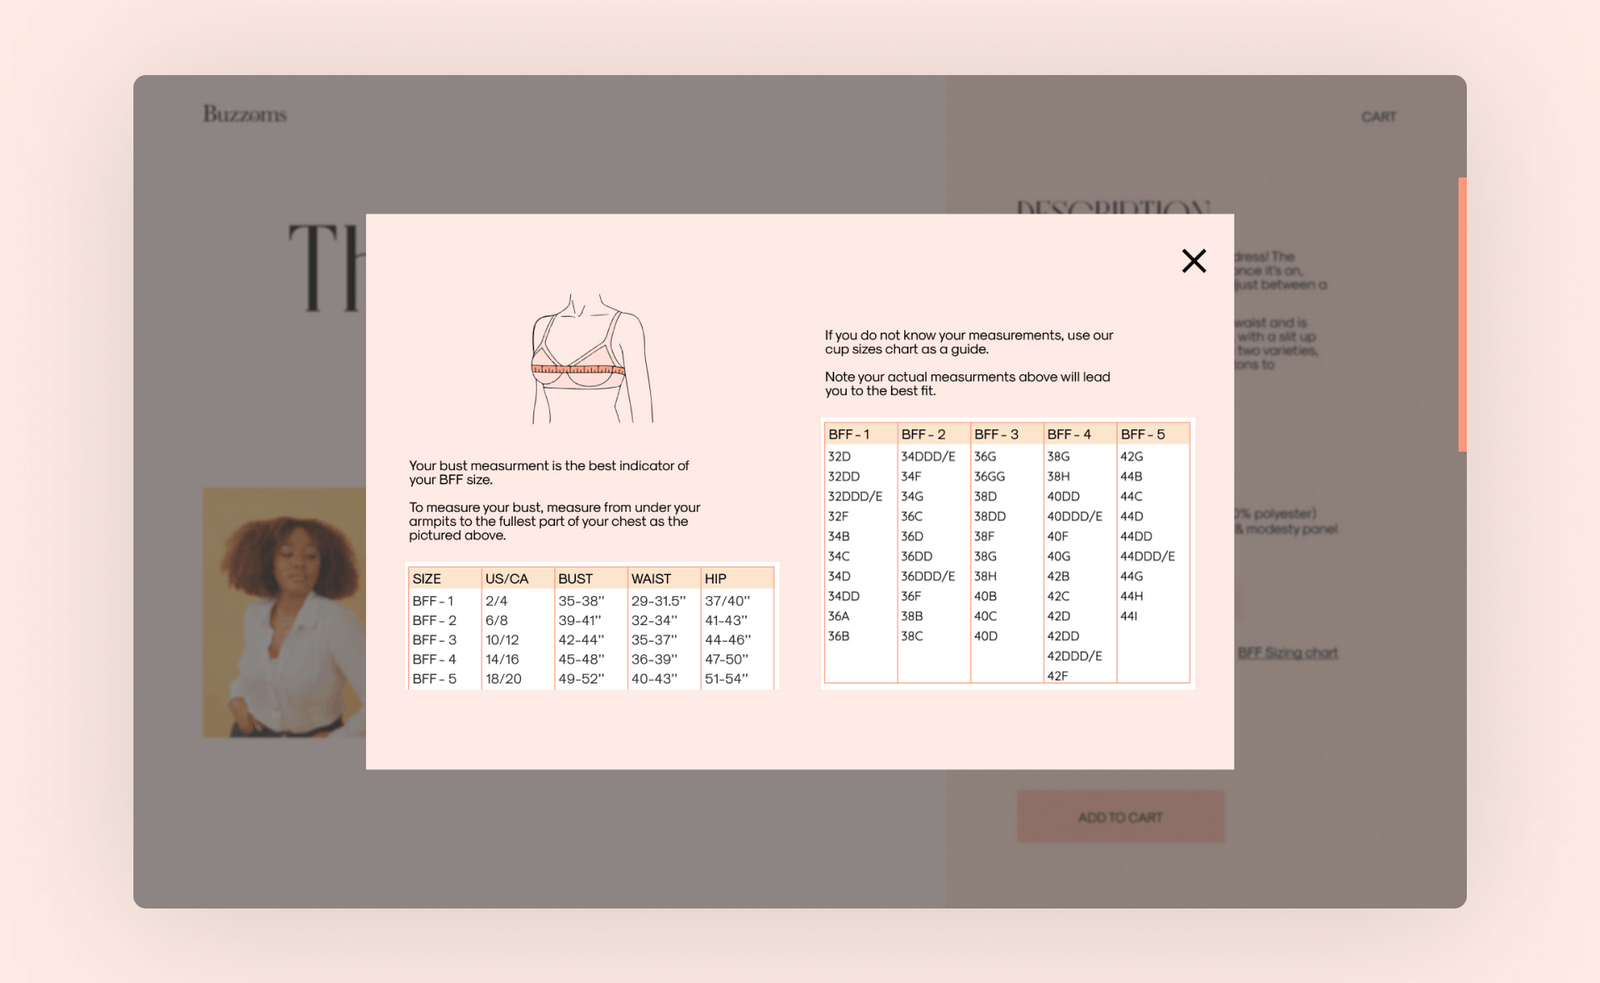 Buzzoms
CART
Th
DESCRIPTION
dress! The
once it's on,
just between a
waist and is
with a slit up
two varieties,
tons to
If you do not know your measurements, use our
cup sizes chart as a guide.
Note your actual measurments above will lead
you to the best fit.
Your bust measurment is the best indicator of
your BFF size.
To measure your bust, measure from under your
armpits to the fullest part of your chest as the
pictured above.
SIZE US/CA BUST WAIST HIP
BFF - 1 2/4 35-38” 29-31.5” 37/40”
BFF - 2 6/8 39-41” 32-34” 41-43”
BFF - 3 10/12 42-44” 35-37” 44-46”
BFF - 4 14/16 45-48” 36-39” 47-50”
BFF - 5 18/20 49-52” 40-43” 51-54”
BFF - 1 BFF - 2 BFF - 3 BFF - 4 BFF - 5
32D 34DDD/E 36G 38G 42G
32DD 34F 36GG 38H 44B
32DDD/E 34G 38D 40DD 44C
32F 36C 38DD 40DDD/E 44D
34B 36D 38F 40F 44DD
34C 36DD 38G 40G 44DDD/E
34D 36DDD/E 38H 42B 44G
34DD 36F 40B 42C 44H
36A 38B 40C 42D 44I
36B 38C 40D 42DD
42DDD/E
42F
0% polyester)
& modesty panel
BFF Sizing chart
ADD TO CART